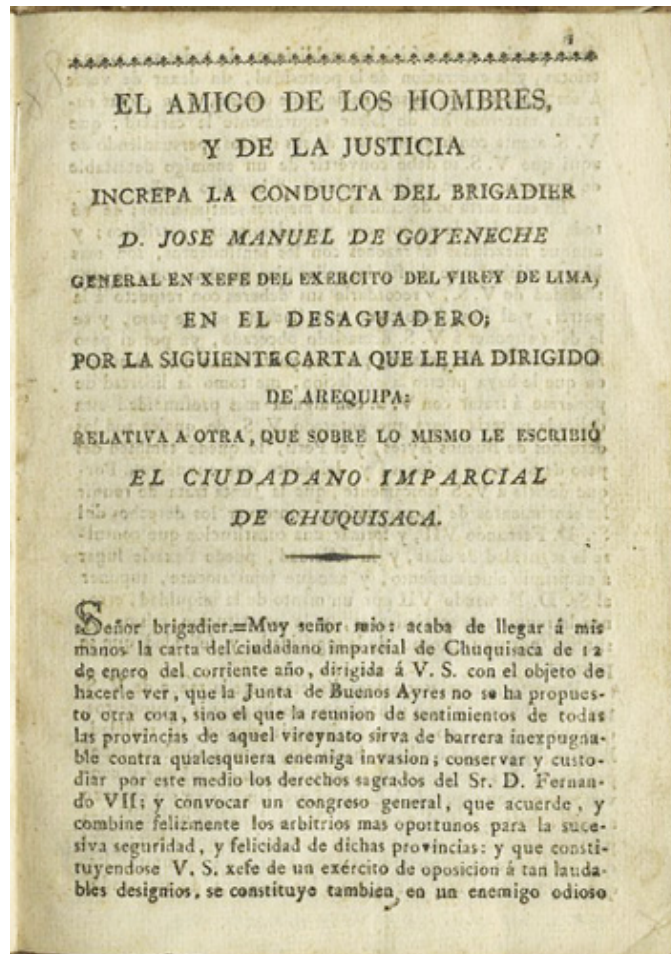 1
EL AMIGO DE LOS HOMBRES,
Y DE LA JUSTICIA
INCREPA LA CONDUCTA DEL BRIGADIER
D. JOSE MANUEL DE GOYENECHE
GENERAL EN XEFE DEL EXERCITO DEL VIREY DE LIMA,
EN EL DESAGUADERO;
POR LA SIGUIENTE CARTA QUE LE HA DIRIGIDO
DE AREQUIPA:
RELATIVA A OTRA, QUE SOBRE LO MISMO LE ESCRIBIÓ
EL CIUDADANO IMPARCIAL
DE CHUQUISACA.
Señor brigadier.=Muy señor mio: acaba de llegar á mis
manos la carta del ciudadano imparcial de Chuquisaca de 12
de enero del corriente año, dirigida á V. S. con el objeto de
hacerle ver, que la Junta de Buenos Ayres no se ha propues-
to otra cosa, sino el que la reunion de sentimientos de todas
las provincias de aquel vireynato sirva de barrera inexpugna-
ble contra qualesquiera enemiga invasion; conservar y custo-
diar por este medio los derechos sagrados del Sr. D. Fernan-
do VII; y convocar un congreso general, que acuerde, y
combine felizmente los arbitrios mas oportunos para la suce-
siva seguridad, y felicidad de dichas provincias: y que consti-
tuyendose V. S. xefe de un exército de oposicion á tan lauda-
bles designios, se constituye tambien en un enemigo odioso